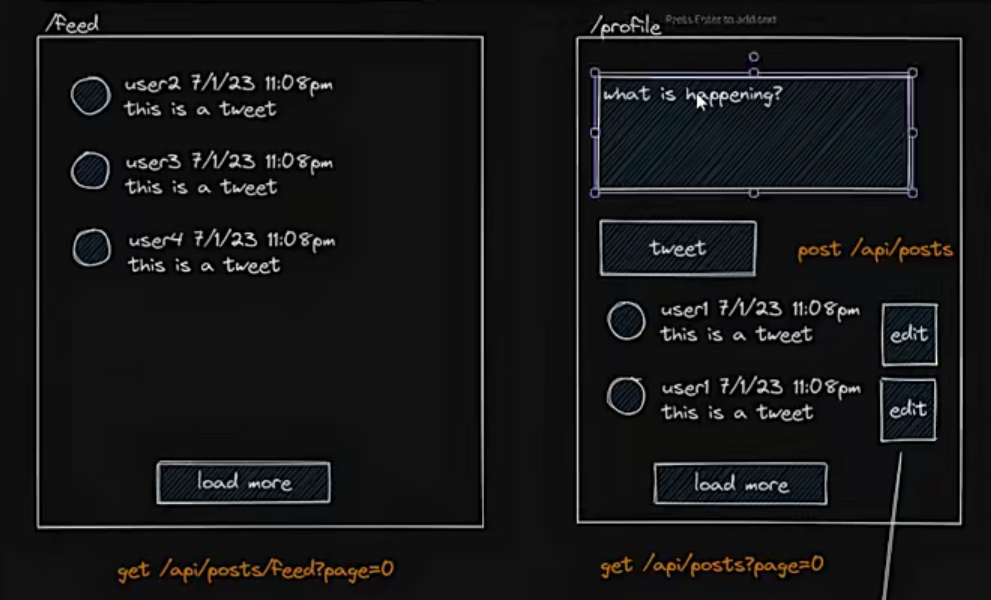 /feed
user2 7/1/23 11:08pm
this is a tweet
user3 7/1/23 11:08pm
this is a tweet
user4 7/1/23 11:08pm
this is a tweet
load more
get /api/posts/feed?page=0
/profile
Press Enter to add text
what is happening?
tweet
post /api/posts
user1 7/1/23 11:08pm
this is a tweet
edit
user1 7/1/23 11:08pm
this is a tweet
edit
load more
get /api/posts?page=0